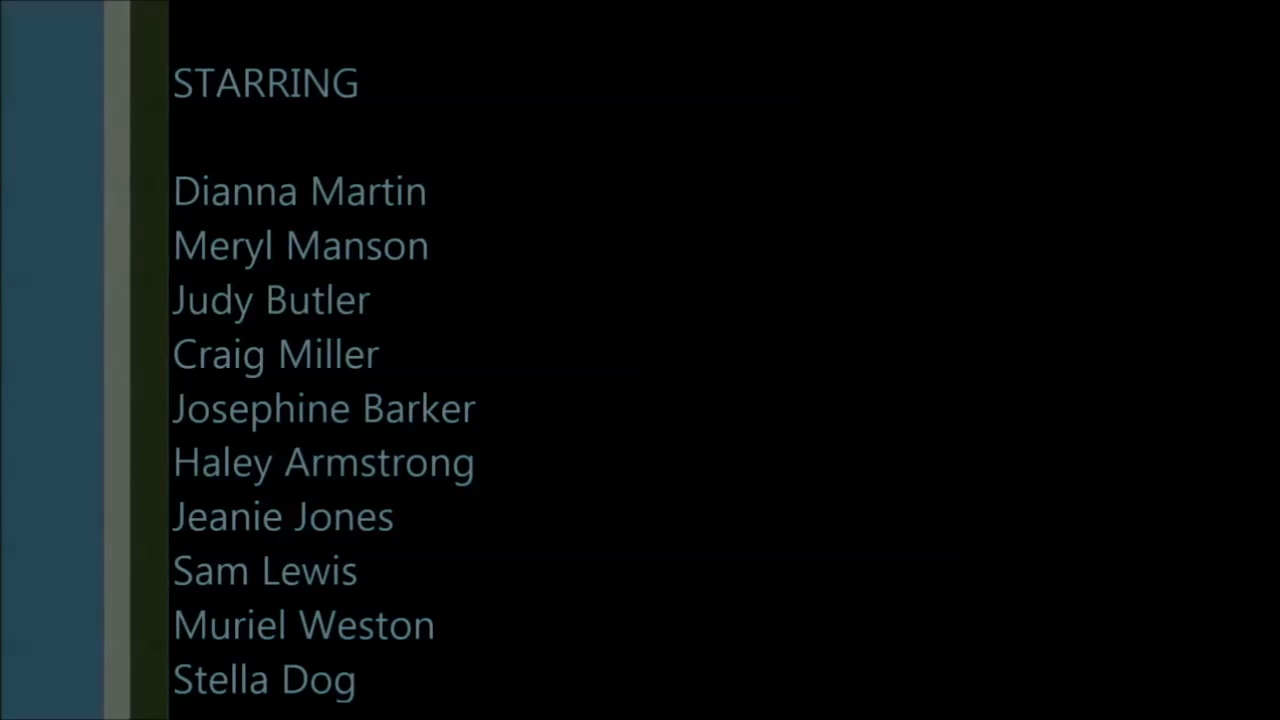 STARRING
Dianna Martin
Meryl Manson
Judy Butler
Craig Miller
Josephine Barker
Haley Armstrong
Jeanie Jones
Sam Lewis
Muriel Weston
Stella Dog